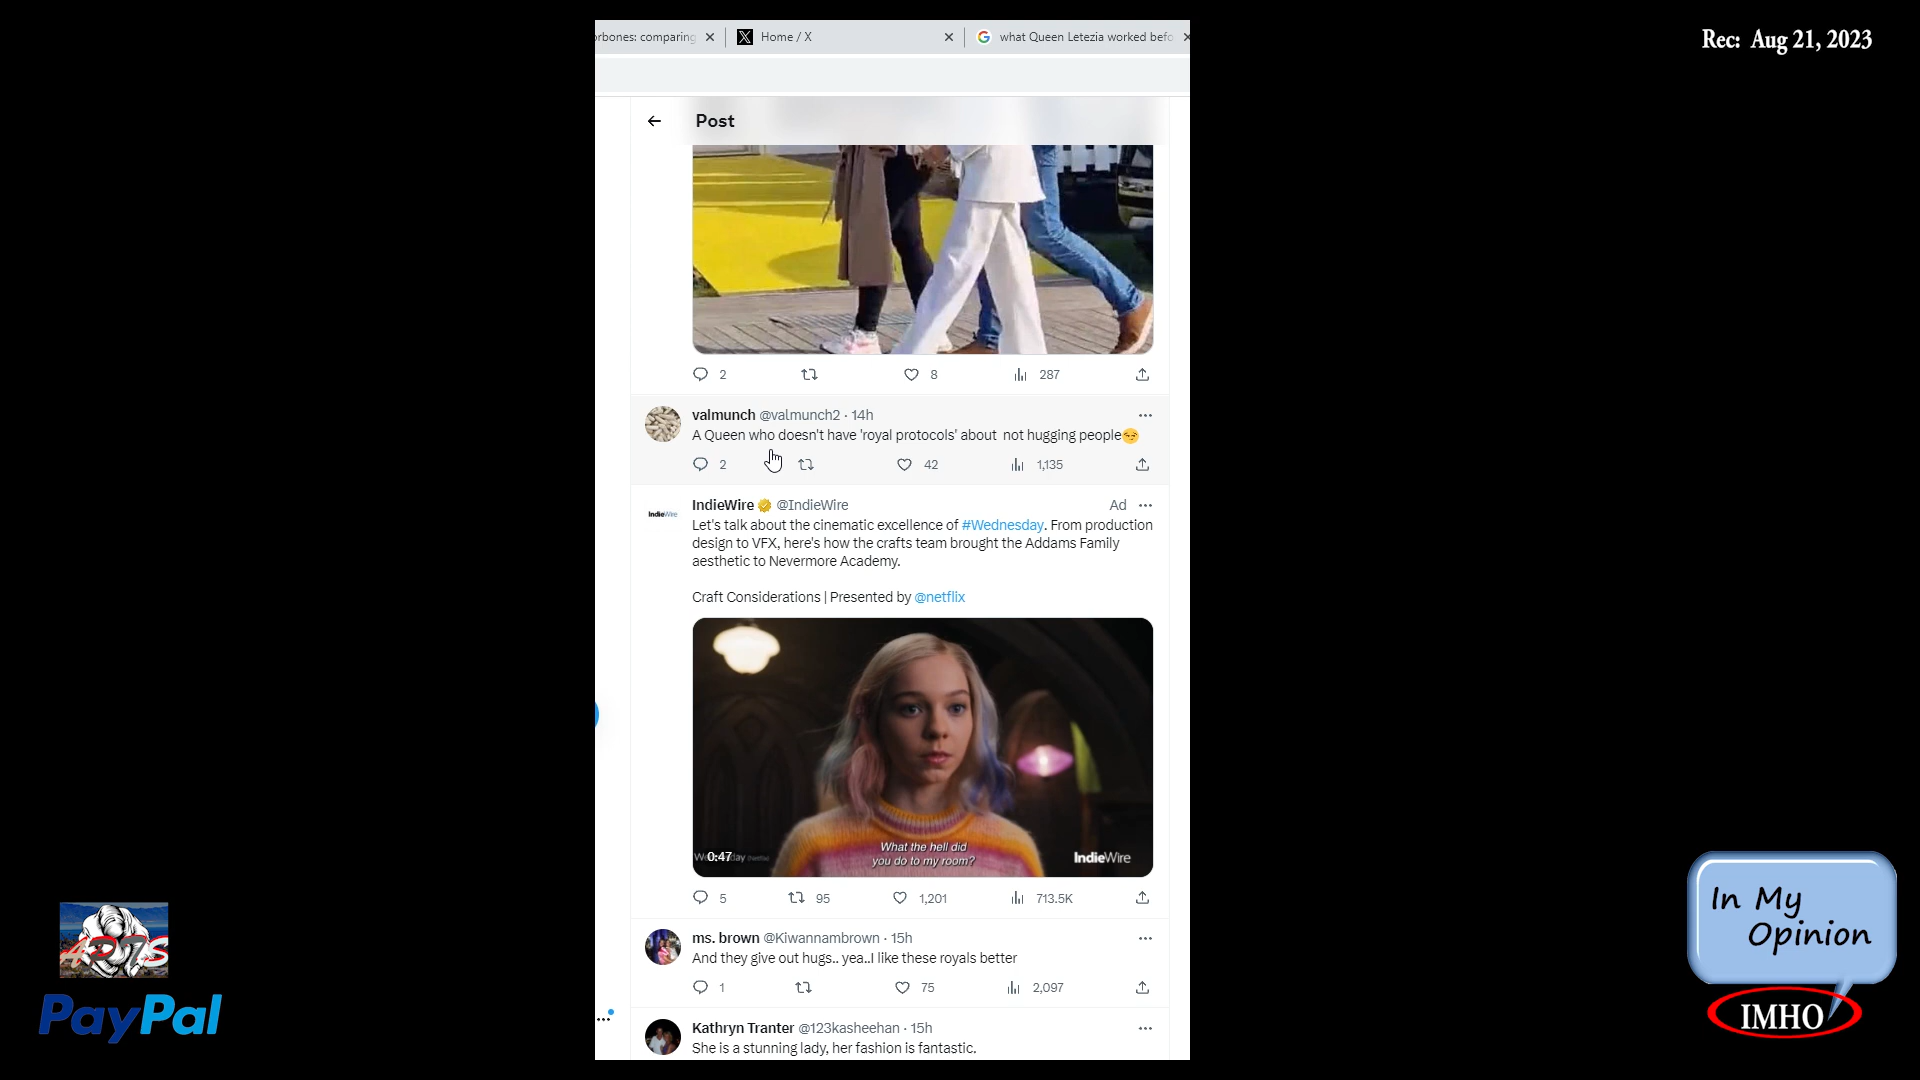 orbones: comparing
Home / X
what Queen Letezia worked befo
Rec: Aug 21, 2023
Post
2
8
287
valmunch @valmunch2 · 14h
A Queen who doesn't have 'royal protocols' about not hugging people😏
2
42
1,135
IndieWire @IndieWire
Ad
IndieWire
Let's talk about the cinematic excellence of #Wednesday. From production
design to VFX, here's how the crafts team brought the Addams Family
aesthetic to Nevermore Academy.
Craft Considerations | Presented by @netflix
What the hell did
you do to my room?
0:47
IndieWire
5
95
1,201
713.5K
ms. brown @Kiwannambrown · 15h
And they give out hugs.. yea..I like these royals better
1
75
2,097
Kathryn Tranter @123kasheehan · 15h
She is a stunning lady, her fashion is fantastic.
PayPal
In My
Opinion
IMHO